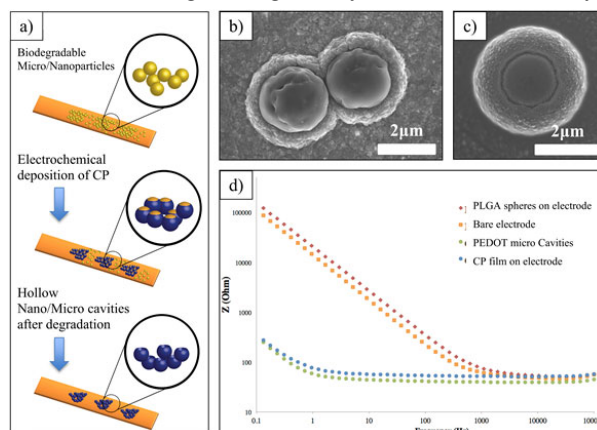 a)
Biodegradable
Micro/Nanoparticles
Electrochemical
deposition of CP
Hollow
Nano/Micro cavities
after degradation
b)
2μm
c)
2μm
d)
PLGA spheres on electrode
Bare electrode
PEDOT micro Cavities
CP film on electrode
Z (Ohm)
100000
10000
1000
100
10
0.1
1
10
100
1000
10000